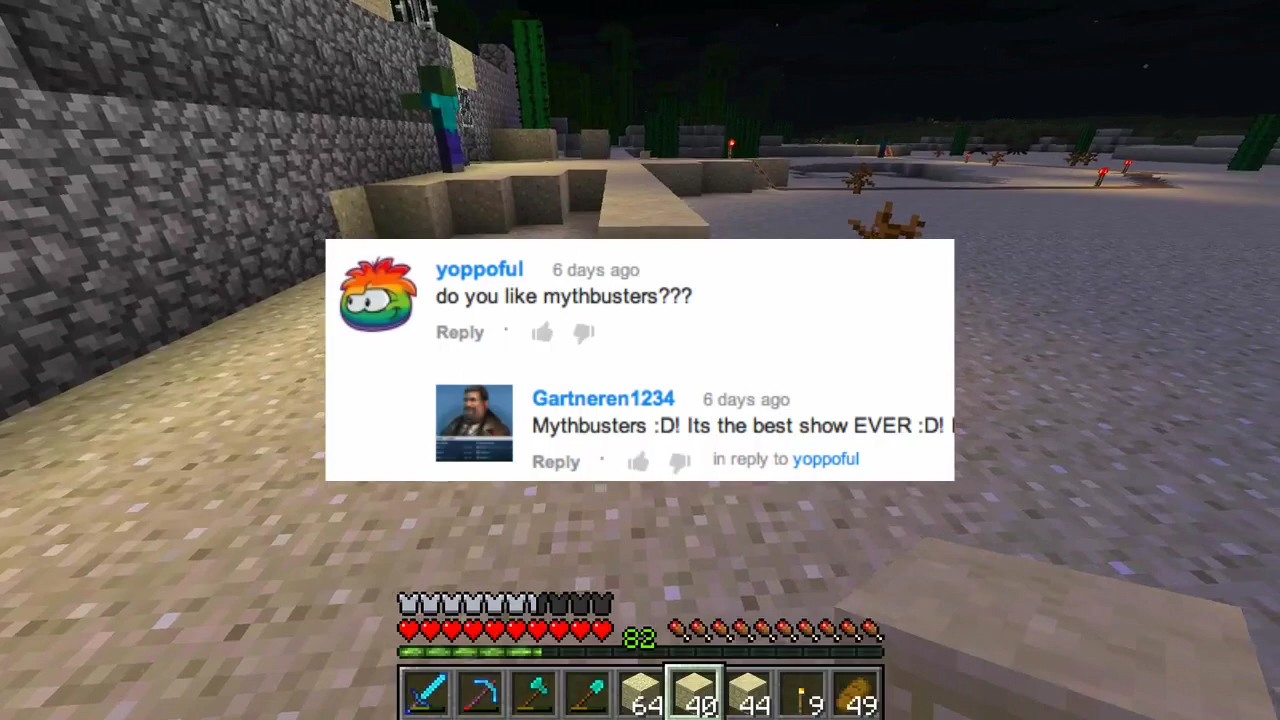 yoppoful 6 days ago
do you like mythbusters???
Reply
Gartneren1234 6 days ago
Mythbusters :D! Its the best show EVER :D!
Reply in reply to yoppoful
82
64 40 44 9 49